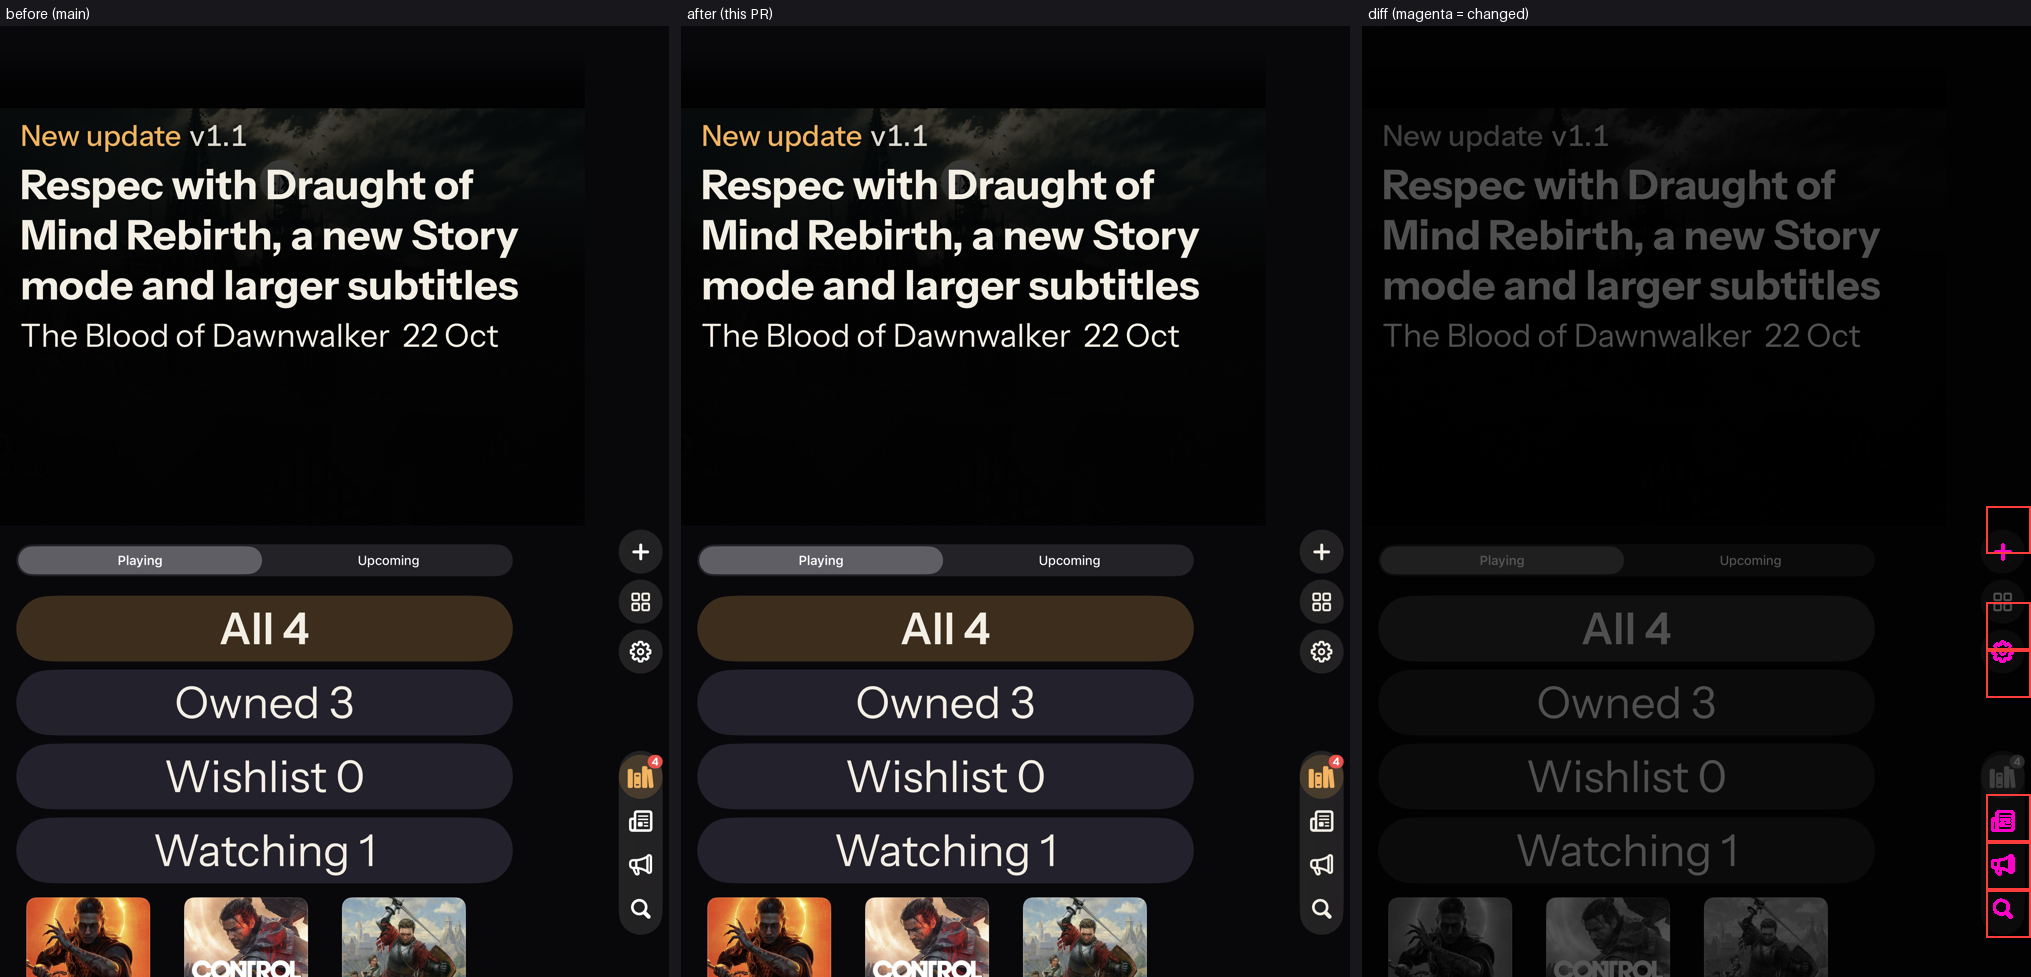 before (main)
New update v1.1
Respec with Draught of
Mind Rebirth, a new Story
mode and larger subtitles
The Blood of Dawnwalker 22 Oct
Playing Upcoming
All 4
Owned 3
Wishlist 0
Watching 1
4
CONTROL
after (this PR)
New update v1.1
Respec with Draught of
Mind Rebirth, a new Story
mode and larger subtitles
The Blood of Dawnwalker 22 Oct
Playing Upcoming
All 4
Owned 3
Wishlist 0
Watching 1
4
CONTROL
diff (magenta = changed)
New update v1.1
Respec with Draught of
Mind Rebirth, a new Story
mode and larger subtitles
The Blood of Dawnwalker 22 Oct
Playing Upcoming
All 4
Owned 3
Wishlist 0
Watching 1
4
CONTROL